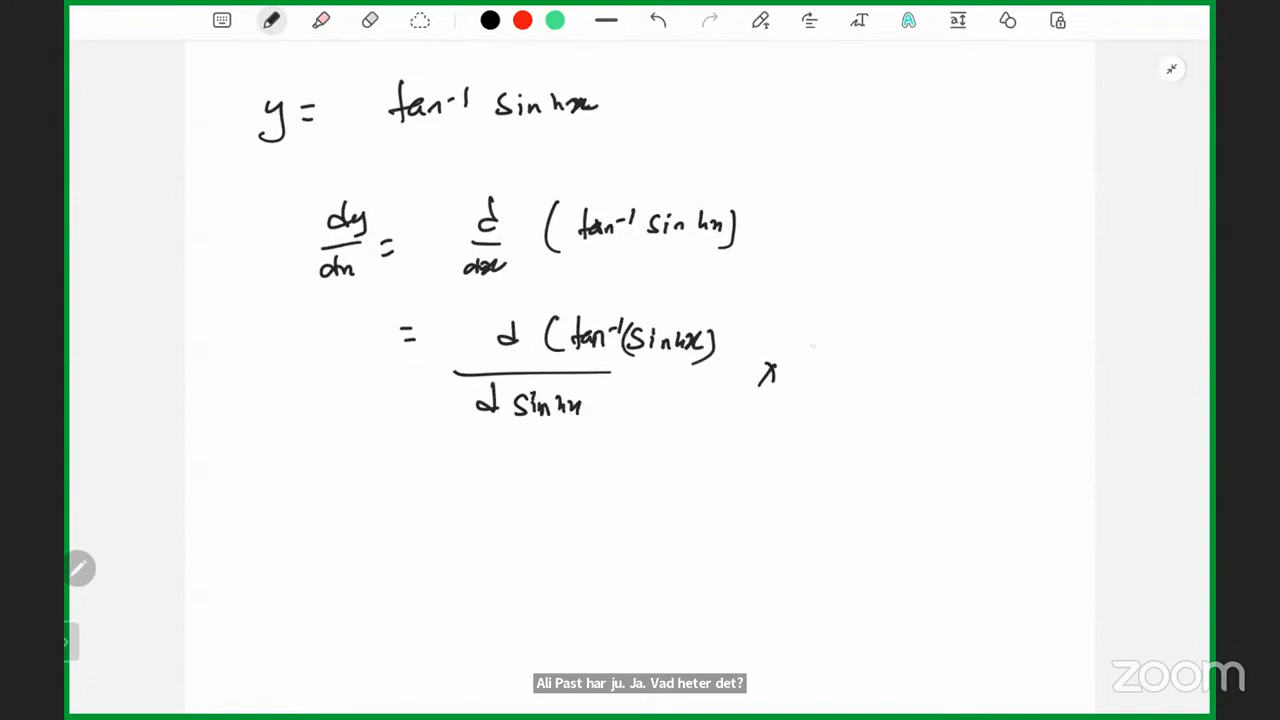 y = tan⁻¹ sinhx
dy/dx = d/dx (tan⁻¹ sinhx)
= d (tan⁻¹(sinhx) / d sinhx ×
Ali Past har ju. Ja. Vad heter det?
zoom